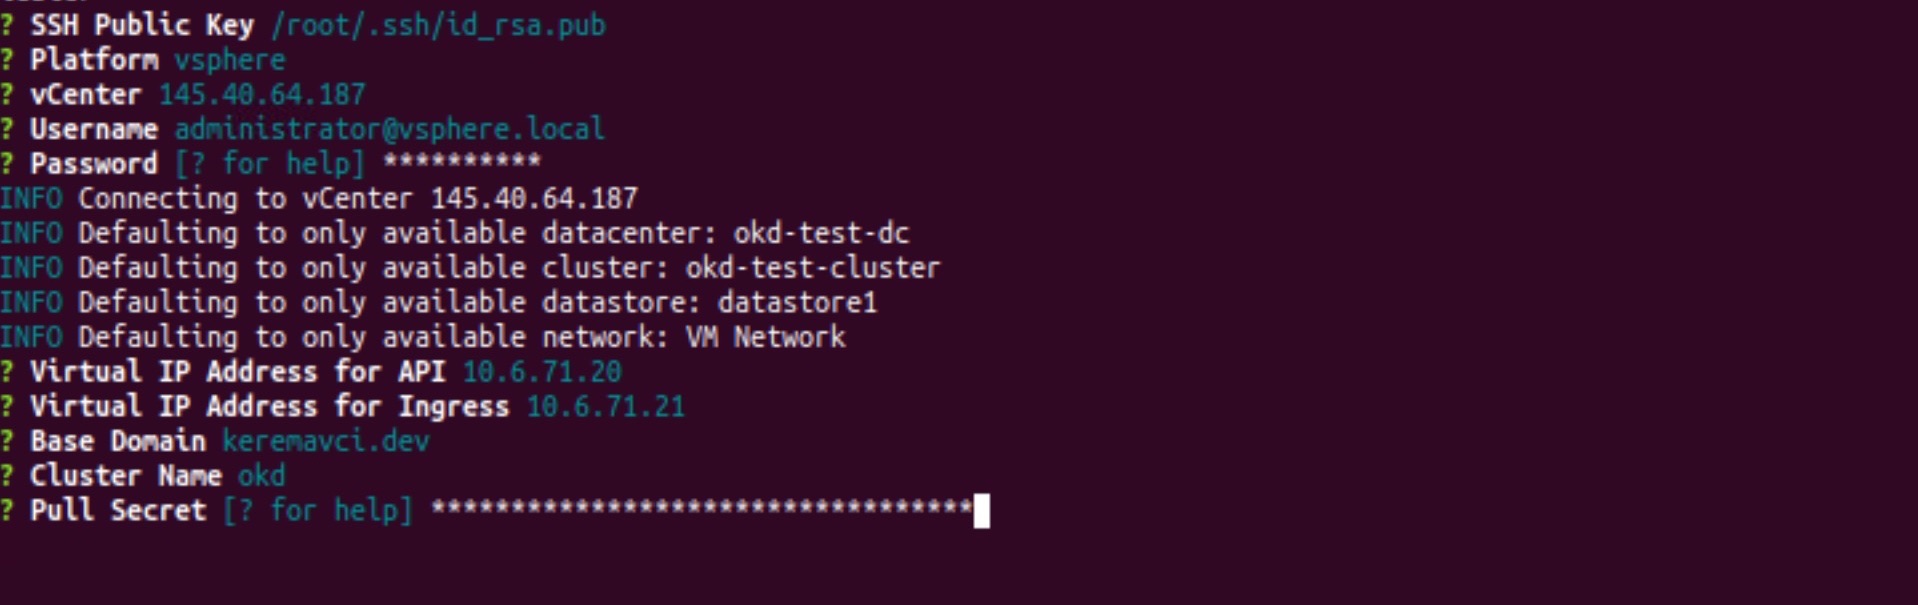 ? SSH Public Key /root/.ssh/id_rsa.pub
? Platform vsphere
? vCenter 145.40.64.187
? Username administrator@vsphere.local
? Password [? for help] **********
INFO Connecting to vCenter 145.40.64.187
INFO Defaulting to only available datacenter: okd-test-dc
INFO Defaulting to only available cluster: okd-test-cluster
INFO Defaulting to only available datastore: datastore1
INFO Defaulting to only available network: VM Network
? Virtual IP Address for API 10.6.71.20
? Virtual IP Address for Ingress 10.6.71.21
? Base Domain keremavci.dev
? Cluster Name okd
? Pull Secret [? for help] **********************************